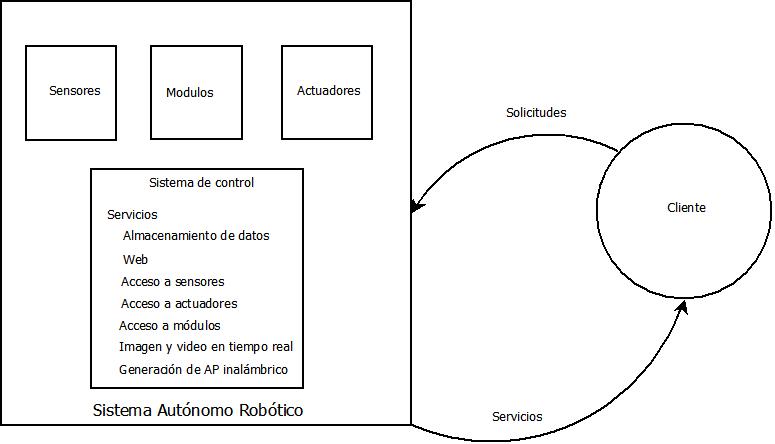 Sensores
Modulos
Actuadores
Solicitudes
Cliente
Sistema de control
Servicios
Almacenamiento de datos
Web
Acceso a sensores
Acceso a actuadores
Acceso a módulos
Imagen y video en tiempo real
Generación de AP inalámbrico
Sistema Autónomo Robótico
Servicios